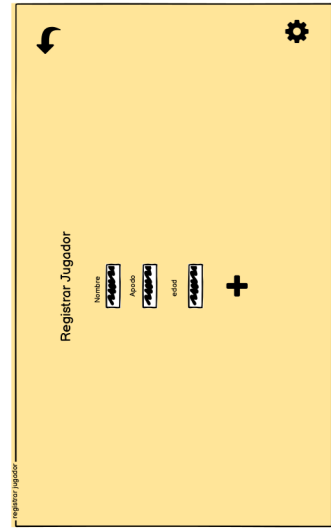 registrar jugador
Registrar Jugador
Nombre
Apodo
edad